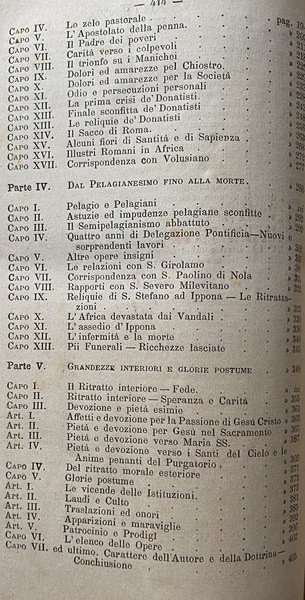 — 414 —
CAPO IV. Lo zelo pastorale pag.
CAPO V. L'Apostolato della penna.
CAPO VI. Il Padre dei poveri
CAPO VII. Carità verso i colpevoli
CAPO VIII. Il trionfo su i Manichei
CAPO IX. Dolori ed amarezze pel Chiostro.
CAPO X. Dolori ed amarezze per la Società
CAPO XI. Odio e persecuzioni personali
CAPO XII. La prima crisi de' Donatisti
CAPO XIII. Finale sconfitta de' Donatisti
CAPO XIII. Le reliquie de' Donatisti
CAPO XIV. Il Sacco di Roma.
CAPO XV. Alcuni fiori di Santità e di Sapienza
CAPO XVI. Illustri Romani in Africa
CAPO XVII. Corrispondenza con Volusiano
Parte IV. DAL PELAGIANESIMO FINO ALLA MORTE.
CAPO I. Pelagio e Pelagiani
CAPO II. Astuzie ed impudenze pelagiane sconfitte
CAPO III. Il Semipelagianismo abbattuto
CAPO IV. Quattro anni di Delegazione Pontificia — Nuovi e
sorprendenti lavori
CAPO V. Altre opere insigni
CAPO VI. Le relazioni con S. Girolamo
CAPO VII. Corrispondenza con S. Paolino di Nola
CAPO VIII. Rapporti con S. Severo Milevitano
CAPO IX. Reliquie di S. Stefano ad Ippona — Le Ritratta-
zioni
CAPO X. L'Africa devastata dai Vandali
CAPO XI. L'assedio d'Ippona
CAPO XII. L'infermità e la morte
CAPO XIII. Pii Funerali — Ricchezze lasciate
Parte V. GRANDEZZE INTERIORI E GLORIE POSTUME » 349
CAPO I. Il Ritratto interiore — Fede.
CAPO II. Ritratto interiore — Speranza e Carità
CAPO III. Devozione e pietà esimie
Art. I. Affetti e devozione per la Passione di Gesù Cristo
Art. II. Pietà e devozione per Gesù nel Sacramento
Art. III. Pietà e devozione verso Maria SS.
Art. IV. Pietà e devozione verso i Santi del Cielo e le
Anime penanti del Purgatorio.
CAPO IV. Del ritratto morale esteriore
CAPO V. Glorie postume
Art. I. Le vicende delle Istituzioni.
Art. II. Laudi e Culto
Art. III. Traslazioni ed onori
Art. IV. Apparizioni e maraviglie
Art. V. Patrocinio e Prodigi
CAPO VI. L'elenco delle Opere
CAPO VII. ed ultimo. Carattere dell'Autore e della Dottrina —
Conchiusione » 405